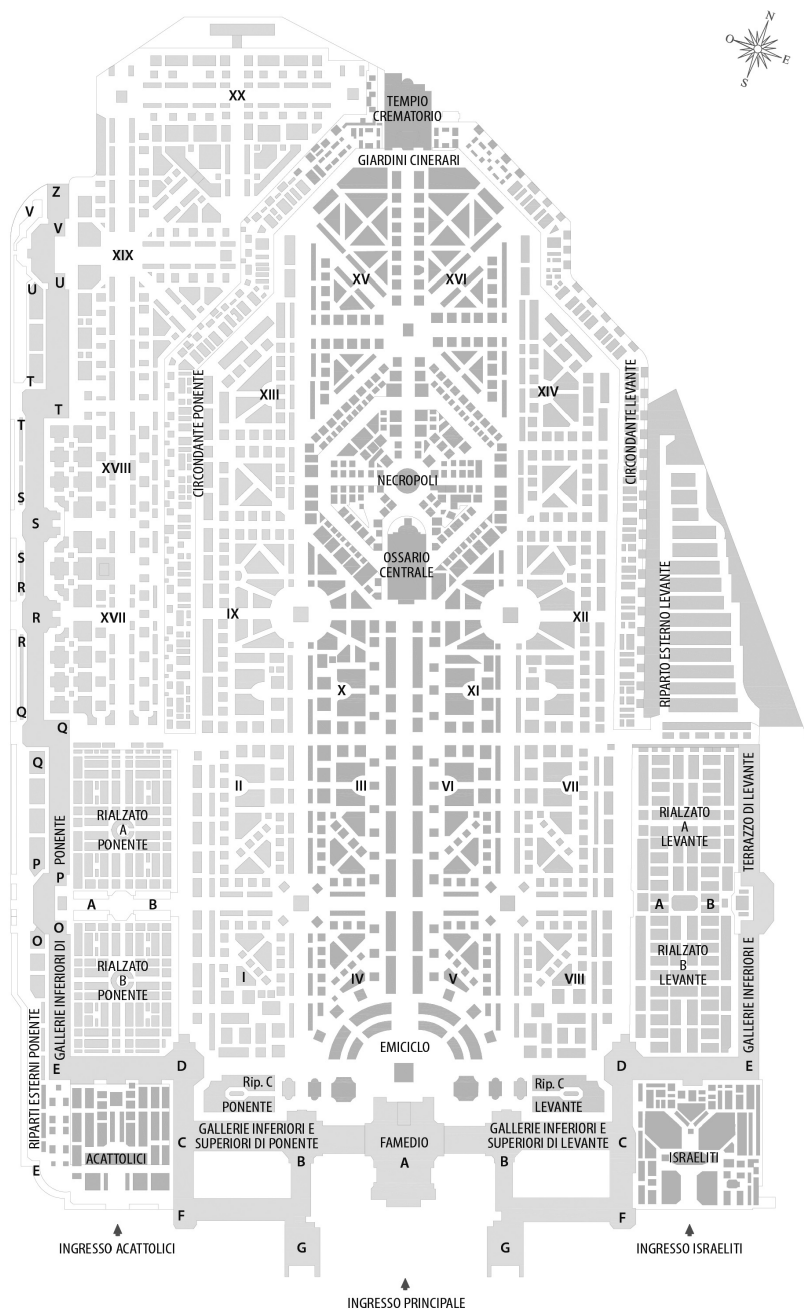 N
O
E
S
XX
TEMPIO
CREMATORIO
GIARDINI CINERARI
Z
V
V
XIX
U
U
XV
XVI
T
T
T
CIRCONDANTE PONENTE
XIII
XIV
CIRCONDANTE LEVANTE
XVIII
NECROPOLI
S
S
S
OSSARIO
CENTRALE
R
R
R
XVII
IX
XII
RIPARTO ESTERNO LEVANTE
X
XI
Q
Q
Q
II
III
VI
VII
RIALZATO
A
PONENTE
PONENTE
RIALZATO
A
LEVANTE
TERRAZZO DI LEVANTE
P
P
A
B
A
B
O
O
GALLERIE INFERIORI DI
RIALZATO
B
PONENTE
I
IV
V
VIII
RIALZATO
B
LEVANTE
GALLERIE INFERIORI E
EMICICLO
RIPARTI ESTERNI PONENTE
E
D
D
E
Rip. C
PONENTE
Rip. C
LEVANTE
GALLERIE INFERIORI E
SUPERIORI DI PONENTE
FAMEDIO
GALLERIE INFERIORI E
SUPERIORI DI LEVANTE
C
C
ACATTOLICI
B
A
B
ISRAELITI
E
F
F
G
G
INGRESSO ACATTOLICI
INGRESSO ISRAELITI
INGRESSO PRINCIPALE